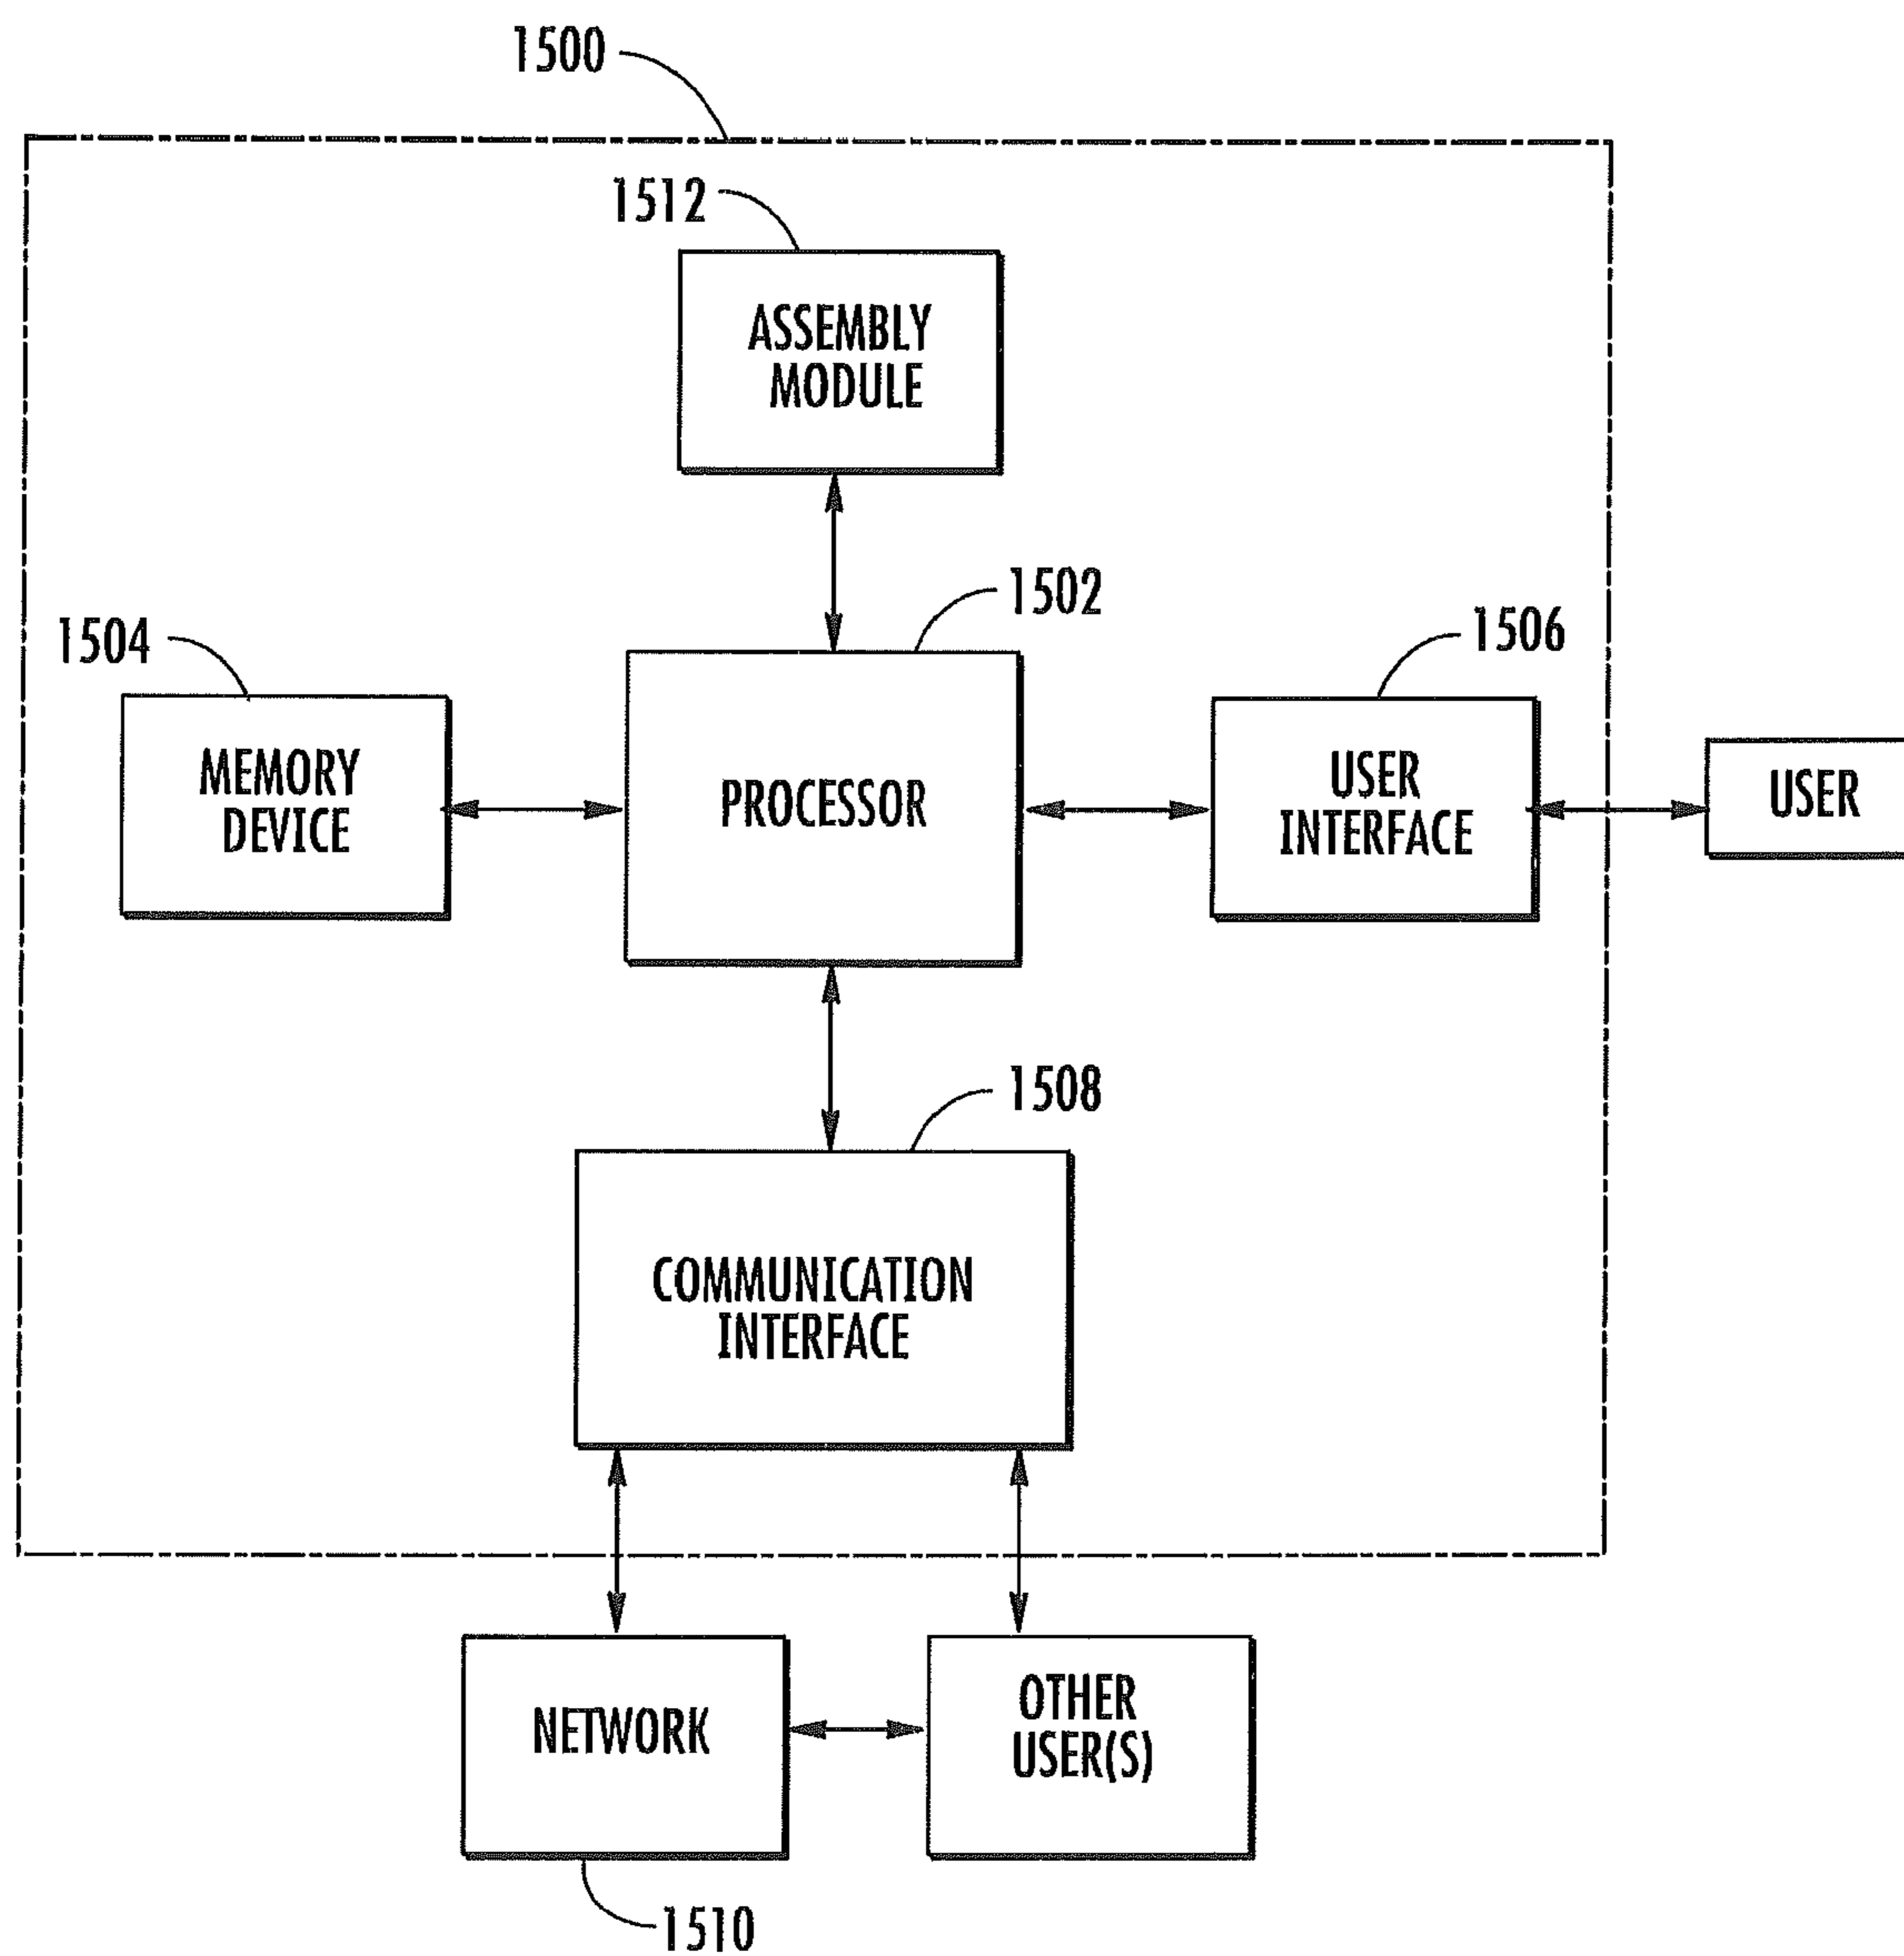 1500
1512
ASSEMBLY
MODULE
1502
1504
1506
MEMORY
DEVICE
PROCESSOR
USER
INTERFACE
USER
1508
COMMUNICATION
INTERFACE
NETWORK
OTHER
USER(S)
1510